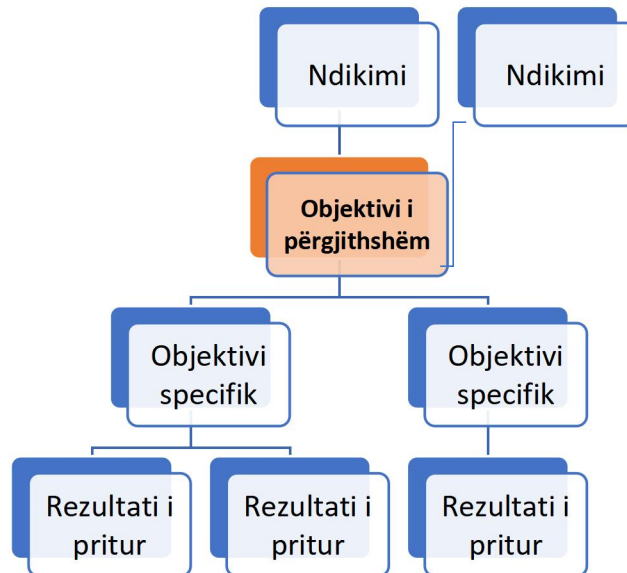 Ndikimi
Ndikimi
Objektivi i
përgjithshëm
Objektivi
specifik
Objektivi
specifik
Rezultati i
pritur
Rezultati i
pritur
Rezultati i
pritur